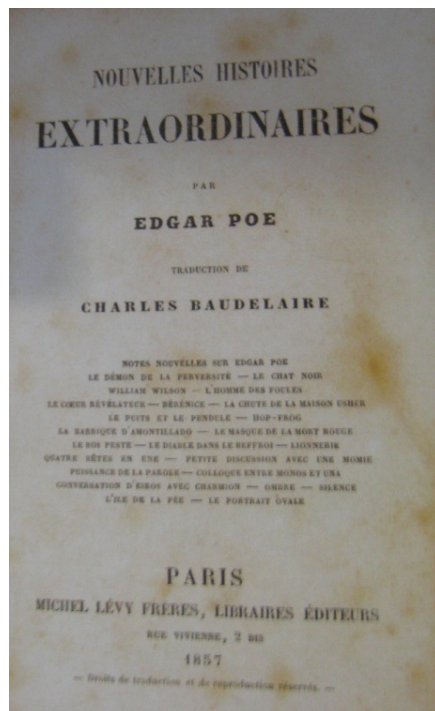 NOUVELLES HISTOIRES
EXTRAORDINAIRES
PAR
EDGAR POE
TRADUCTION DE
CHARLES BAUDELAIRE
NOTES NOUVELLES SUR EDGAR POE
LE DÉMON DE LA PERVERSITÉ — LE CHAT NOIR
WILLIAM WILSON — L'HOMME DES FOULES
LE CŒUR RÉVÉLATEUR — BÉRÉNICE — LA CHUTE DE LA MAISON USHER
LE PUITS ET LE PENDULE — HOP-FROG
LA BARRIQUE D'AMONTILLADO — LE MASQUE DE LA MORT ROUGE
LE ROI PESTE — LE DIABLE DANS LE BEFFROI — LIONNERIE
QUATRE BÊTES EN UNE — PETITE DISCUSSION AVEC UNE MOMIE
PUISSANCE DE LA PAROLE — COLLOQUE ENTRE MONOS ET UNA
CONVERSATION D'EIROS AVEC CHARMION — OMBRE — SILENCE
L'ILE DE LA FÉE — LE PORTRAIT OVALE
PARIS
MICHEL LÉVY FRÈRES, LIBRAIRES ÉDITEURS
RUE VIVIENNE, 2 BIS
1857
— Droits de traduction et de reproduction réservés. —